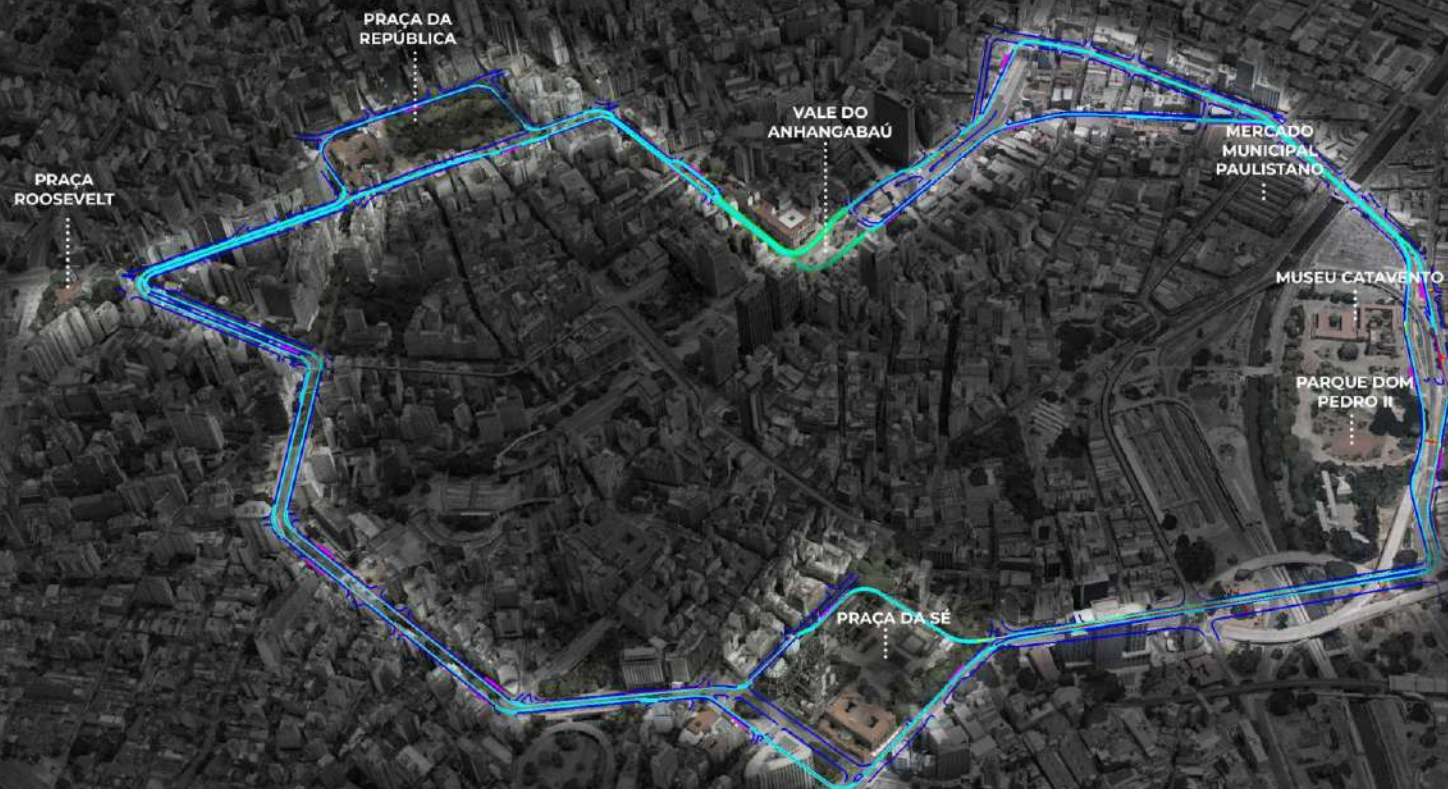 PRAÇA DA
REPÚBLICA
VALE DO
ANHANGABAÚ
MERCADO
MUNICIPAL
PAULISTANO
PRAÇA
ROOSEVELT
MUSEU CATAVENTO
PARQUE DOM
PEDRO II
PRAÇA DA SÉ